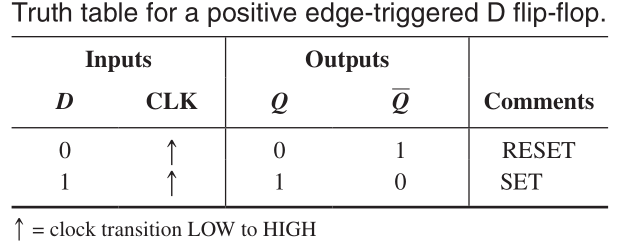 Truth table for a positive edge-triggered D flip-flop.
Inputs Outputs
D CLK Q Q̅ Comments
0 ↑ 0 1 RESET
1 ↑ 1 0 SET
↑ = clock transition LOW to HIGH